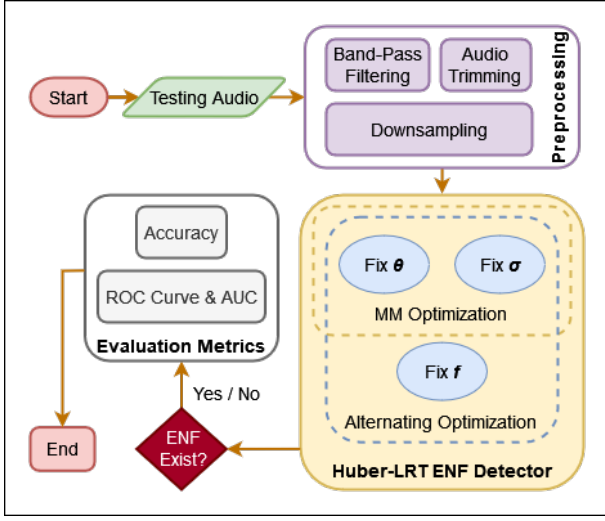 Start
Testing Audio
Band-Pass
Filtering
Audio
Trimming
Downsampling
Preprocessing
Fix θ
Fix σ
MM Optimization
Fix f
Alternating Optimization
Huber-LRT ENF Detector
ENF
Exist?
Yes / No
Accuracy
ROC Curve & AUC
Evaluation Metrics
End